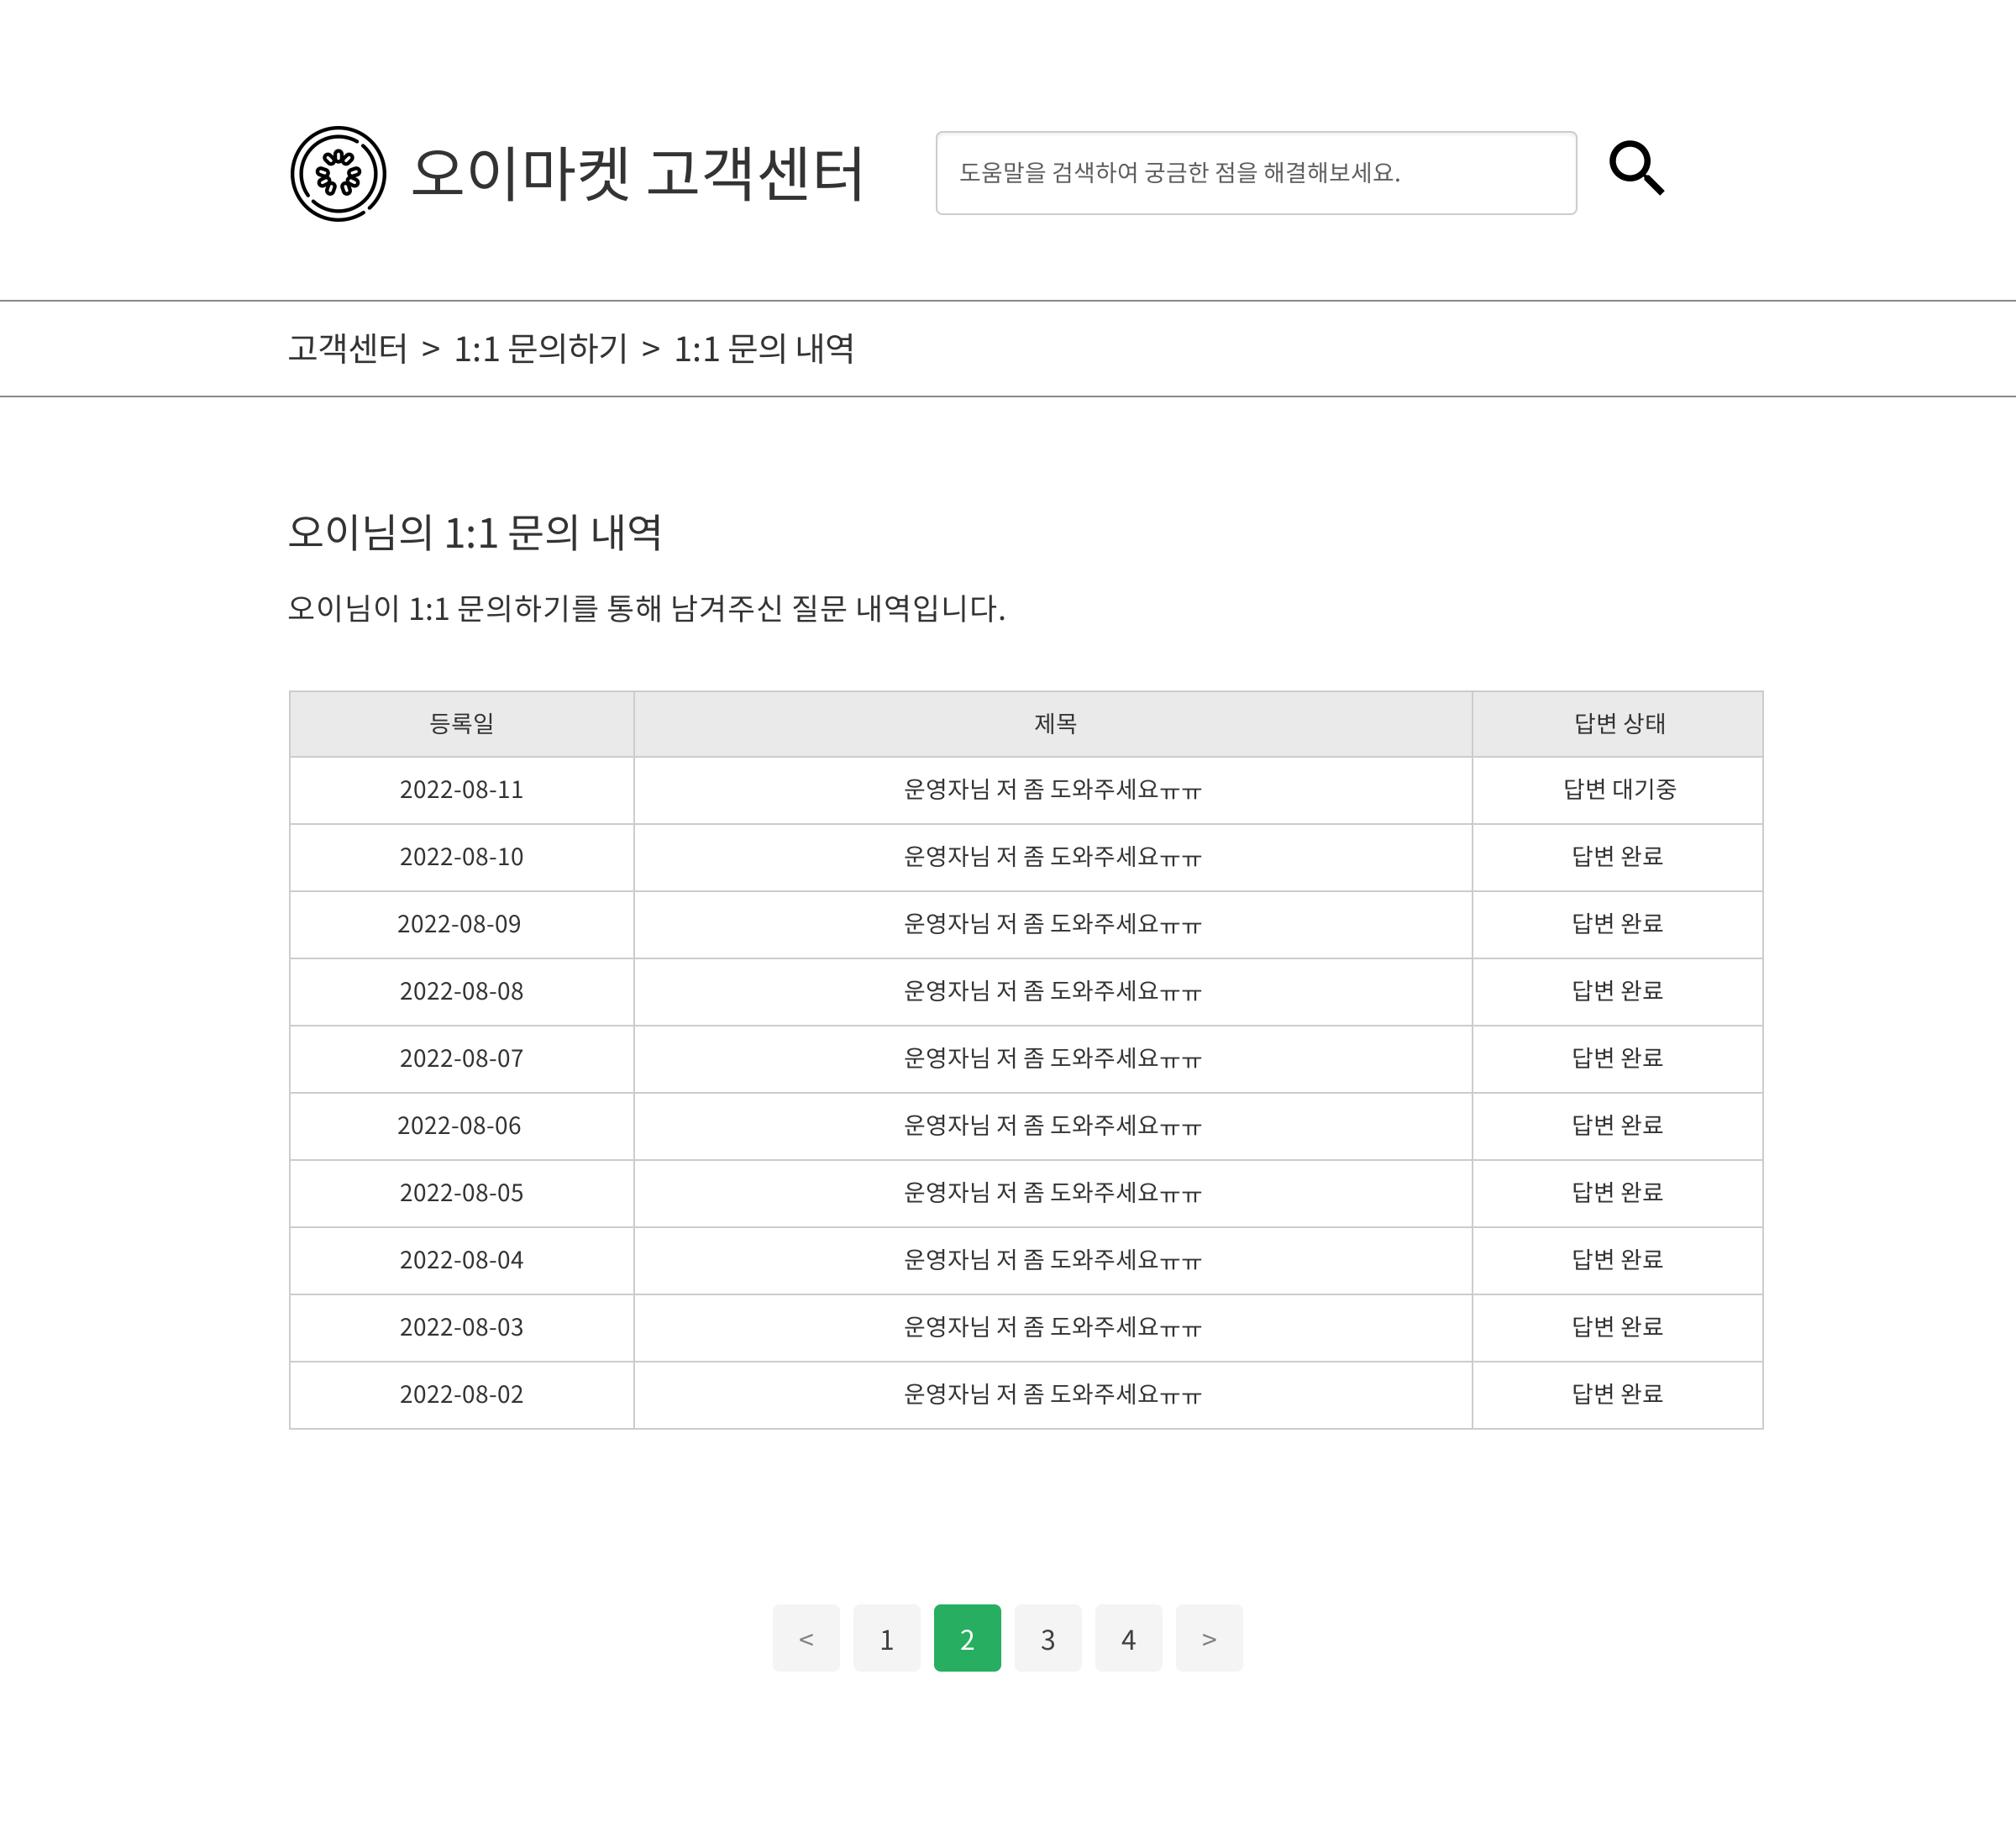 오이마켓 고객센터
도움말을 검색하여 궁금한 점을 해결해보세요.
고객센터 > 1:1 문의하기 > 1:1 문의 내역
오이님의 1:1 문의 내역
오이님이 1:1 문의하기를 통해 남겨주신 질문 내역입니다.
등록일 제목 답변 상태
2022-08-11 운영자님 저 좀 도와주세요ㅠㅠ 답변 대기중
2022-08-10 운영자님 저 좀 도와주세요ㅠㅠ 답변 완료
2022-08-09 운영자님 저 좀 도와주세요ㅠㅠ 답변 완료
2022-08-08 운영자님 저 좀 도와주세요ㅠㅠ 답변 완료
2022-08-07 운영자님 저 좀 도와주세요ㅠㅠ 답변 완료
2022-08-06 운영자님 저 좀 도와주세요ㅠㅠ 답변 완료
2022-08-05 운영자님 저 좀 도와주세요ㅠㅠ 답변 완료
2022-08-04 운영자님 저 좀 도와주세요ㅠㅠ 답변 완료
2022-08-03 운영자님 저 좀 도와주세요ㅠㅠ 답변 완료
2022-08-02 운영자님 저 좀 도와주세요ㅠㅠ 답변 완료
< 1 2 3 4 >